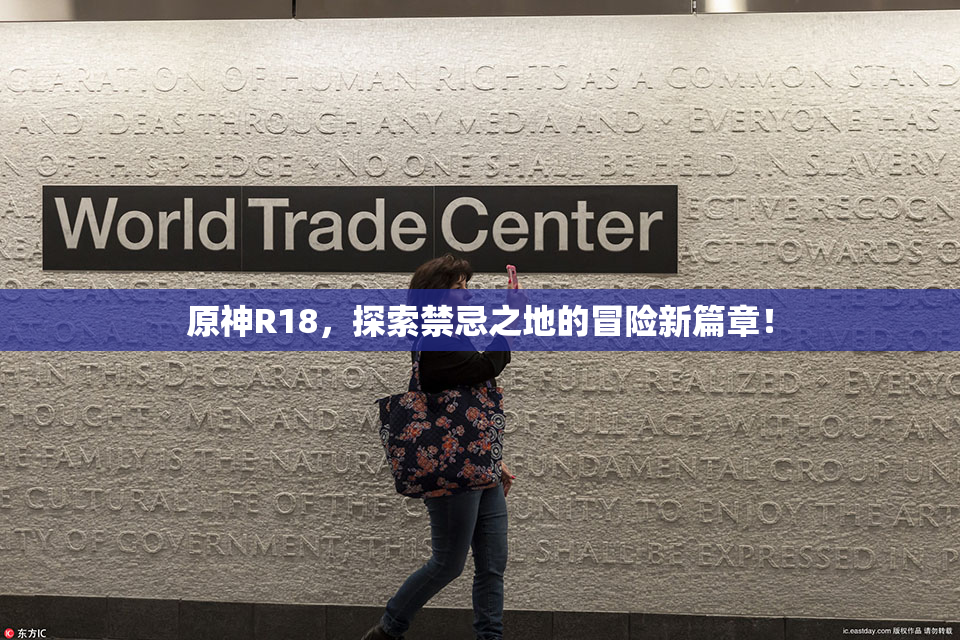 CLARATION OF HUMAN RIGHTS AS A COMMON STAND
AND IDEAS THROUGH ANY MEDIA AND • EVERYONE HAS T
OF THIS PLEDGE • NO ONE SHALL BE HELD IN SLAVERY
World Trade Center
ECTIVE RECOGN
ACT TOWARDS O
原神R18，探索禁忌之地的冒险新篇章！
IN THIS DECLARATION
FULLY REALIZED • EVERYO
THOUGHT MEN AND
OF FULL AGE, WITHO
E FAMILY IS THE NATURA
FUNDAMENTAL GROUP
E CULTURAL LIFE OF THE
UNITY, TO ENJOY THE ART
TY OF GOVERNMENT; THIS
SHALL BE EXPRESSED IN P
东方IC
ic.eastday.com 版权作品 请勿转载